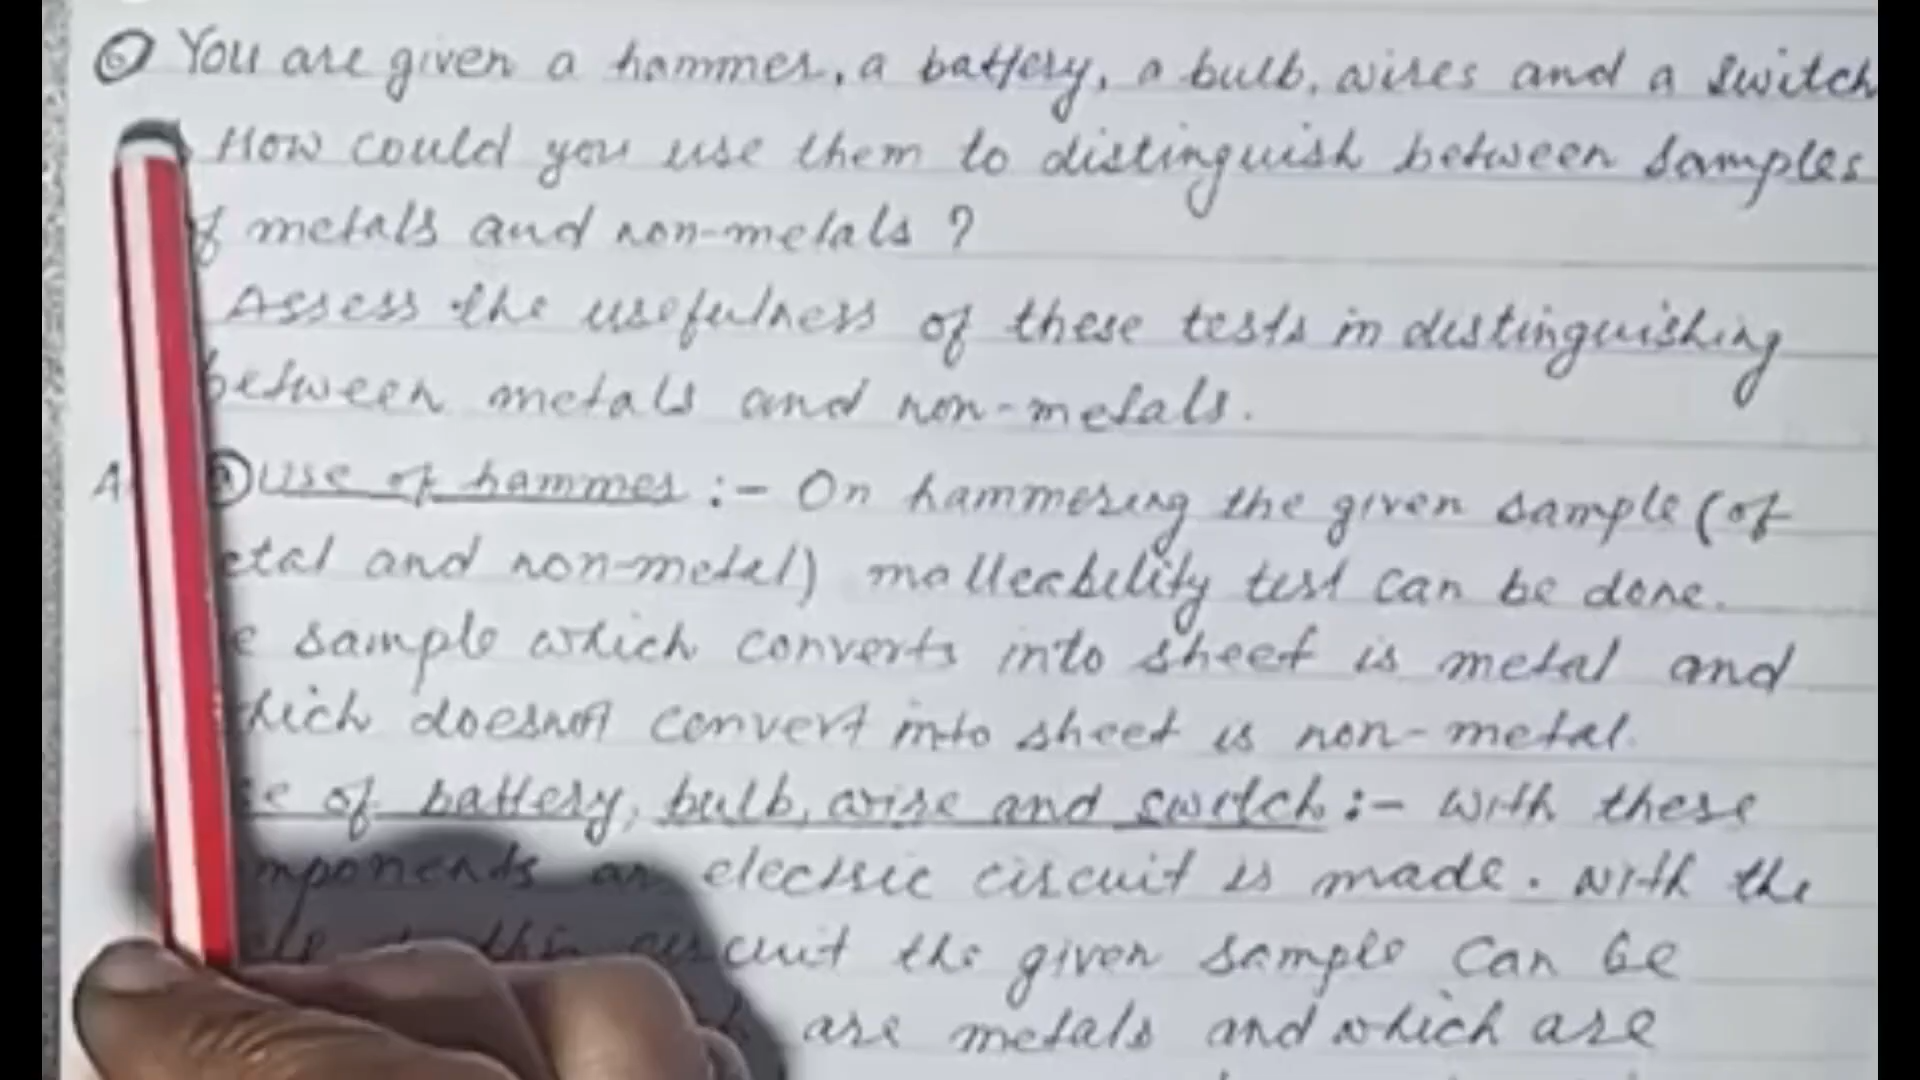 6 You are given a hammer, a battery, a bulb, wires and a switch
How could you use them to distinguish between samples
of metals and non-metals ?
Assess the usefulness of these tests in distinguishing
between metals and non-metals.
A a Use of hammer :- On hammering the given sample (of
etal and non-metal) malleability test can be done.
e sample which converts into sheet is metal and
hich doesnot convert into sheet is non-metal.
se of battery, bulb, wire and switch :- with these
mponents an electric circuit is made. with the
this circuit the given sample can be
are metals and which are